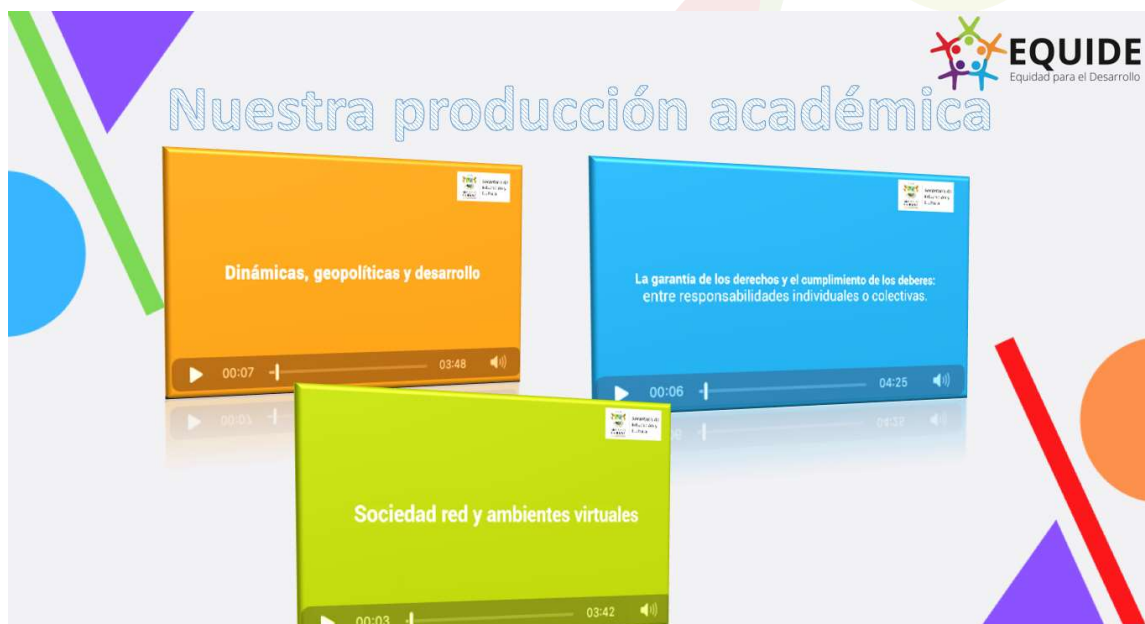 EQUIDE
Equidad para el Desarrollo
Nuestra producción académica
Dinámicas, geopolíticas y desarrollo
00:07
03:48
La garantía de los derechos y el cumplimiento de los deberes:
entre responsabilidades individuales o colectivas.
00:06
04:25
Sociedad red y ambientes virtuales
00:03
03:42